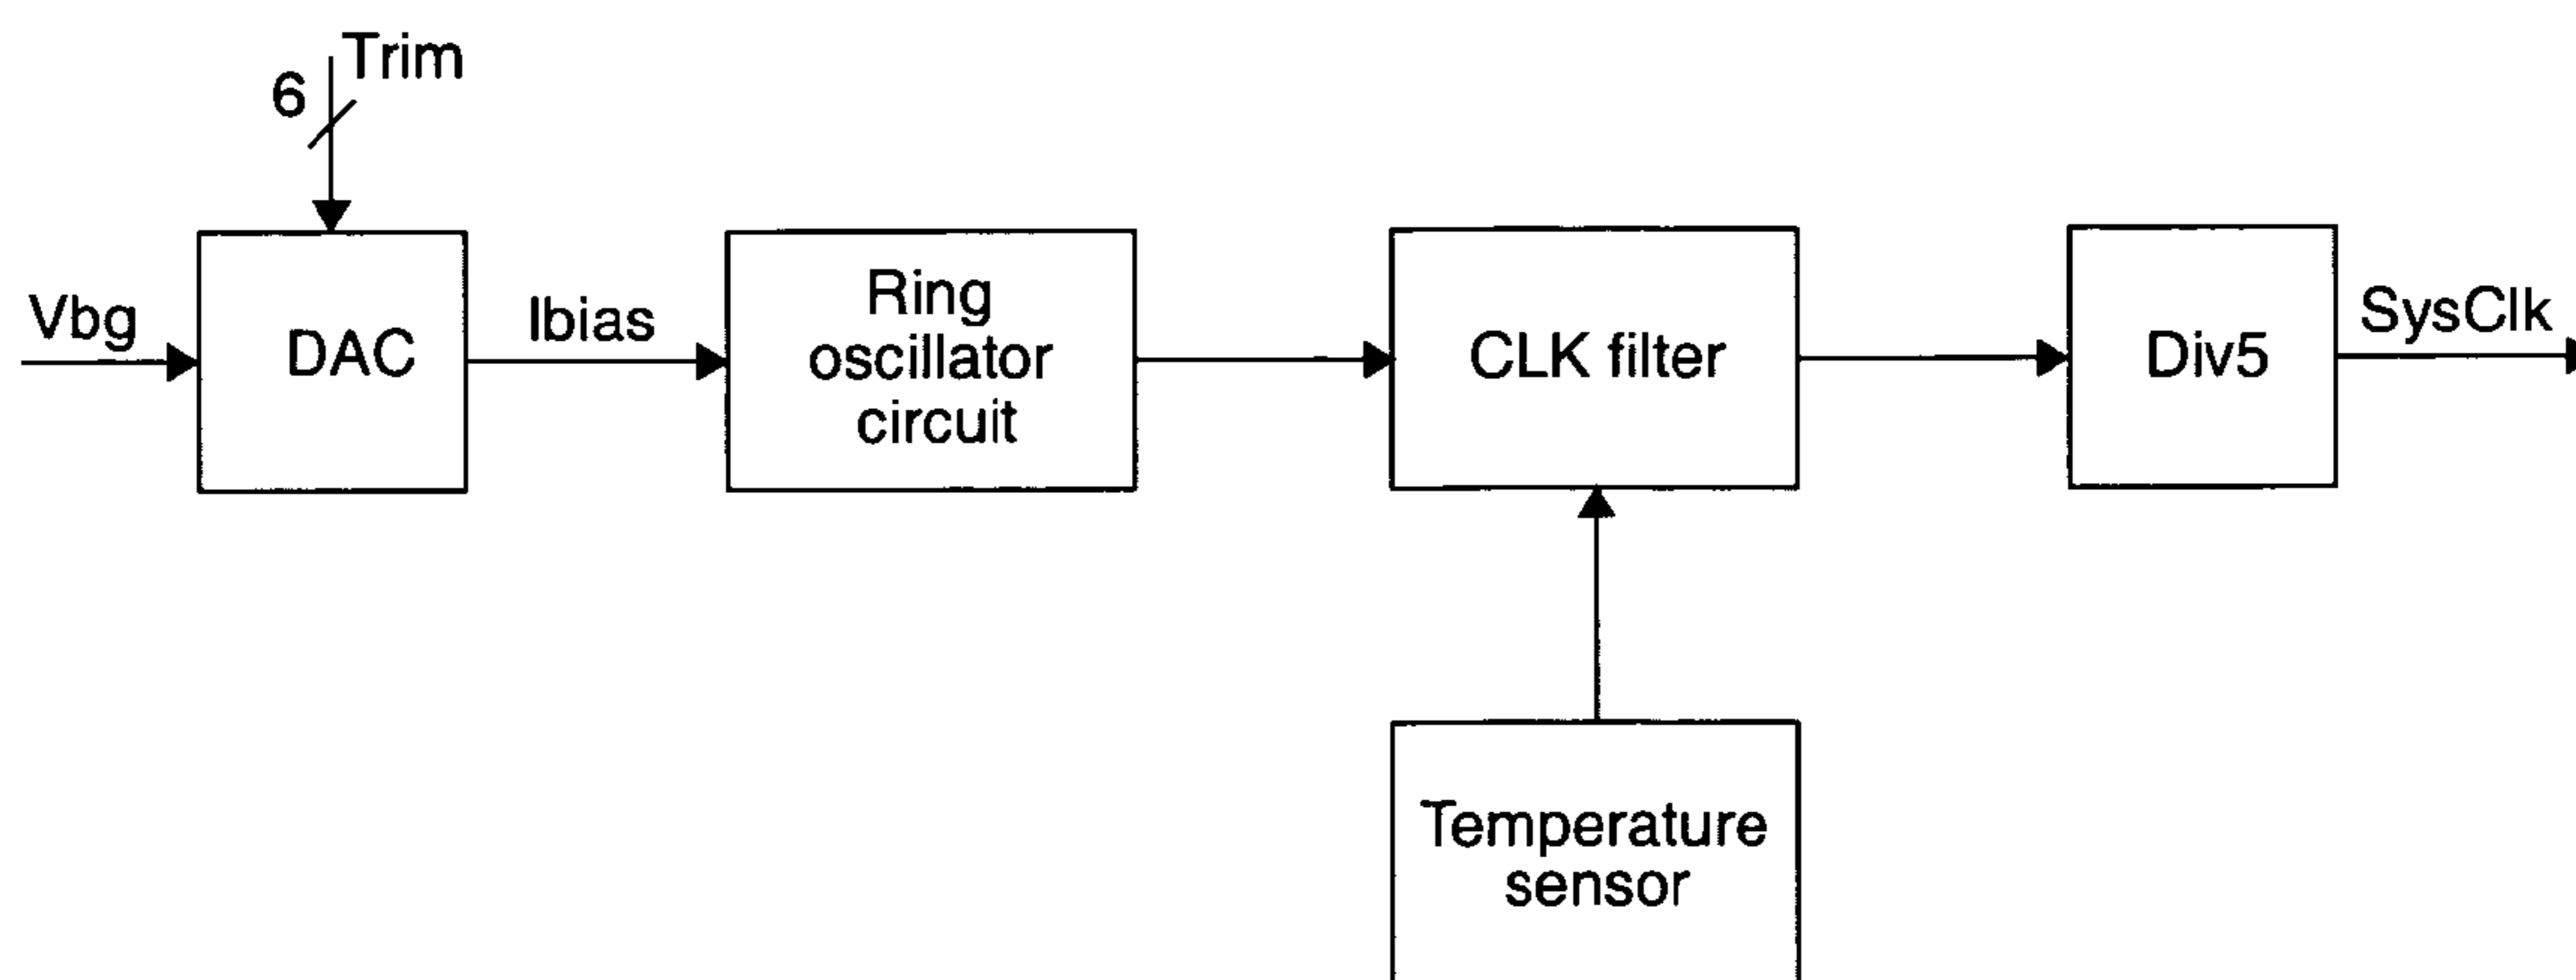 Trim
6
Vbg
DAC
Ibias
Ring
oscillator
circuit
CLK filter
Div5
SysClk
Temperature
sensor